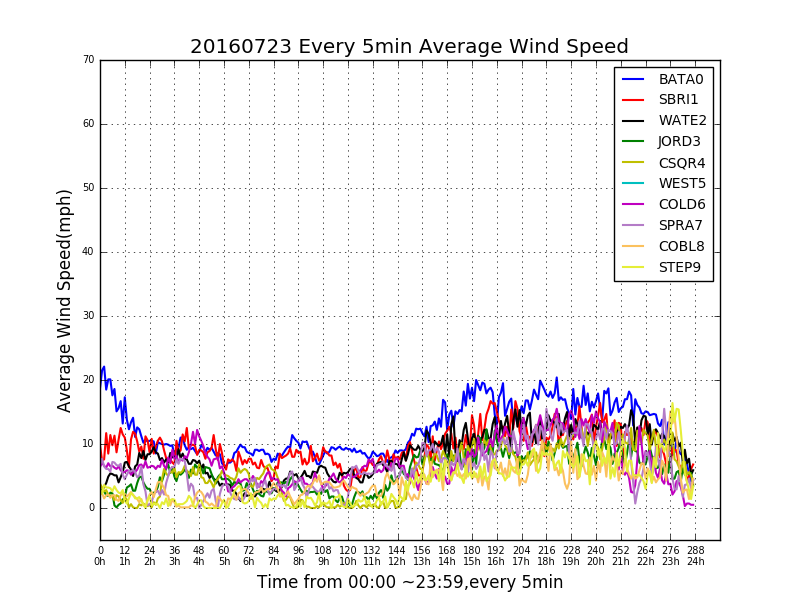 20160723 Every 5min Average Wind Speed
Average Wind Speed(mph)
70
60
50
40
30
20
10
0
BATA0
SBRI1
WATE2
JORD3
CSQR4
WEST5
COLD6
SPRA7
COBL8
STEP9
0 12 24 36 48 60 72 84 96 108 120 132 144 156 168 180 192 204 216 228 240 252 264 276 288
0h 1h 2h 3h 4h 5h 6h 7h 8h 9h 10h 11h 12h 13h 14h 15h 16h 17h 18h 19h 20h 21h 22h 23h 24h
Time from 00:00 ~23:59,every 5min